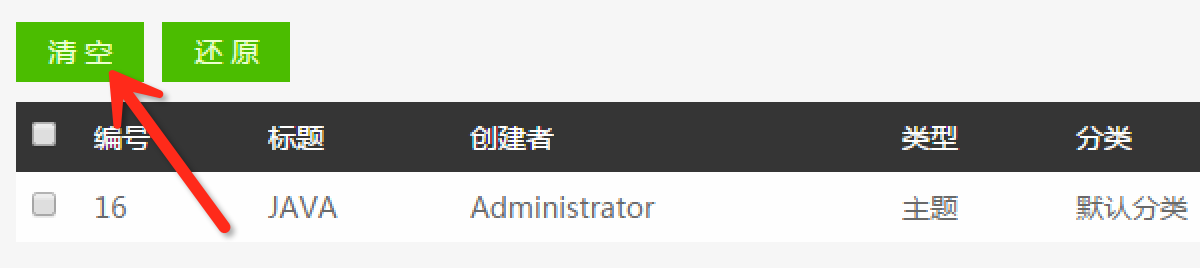 清 空 还 原
编号 标题 创建者 类型 分类
16 JAVA Administrator 主题 默认分类